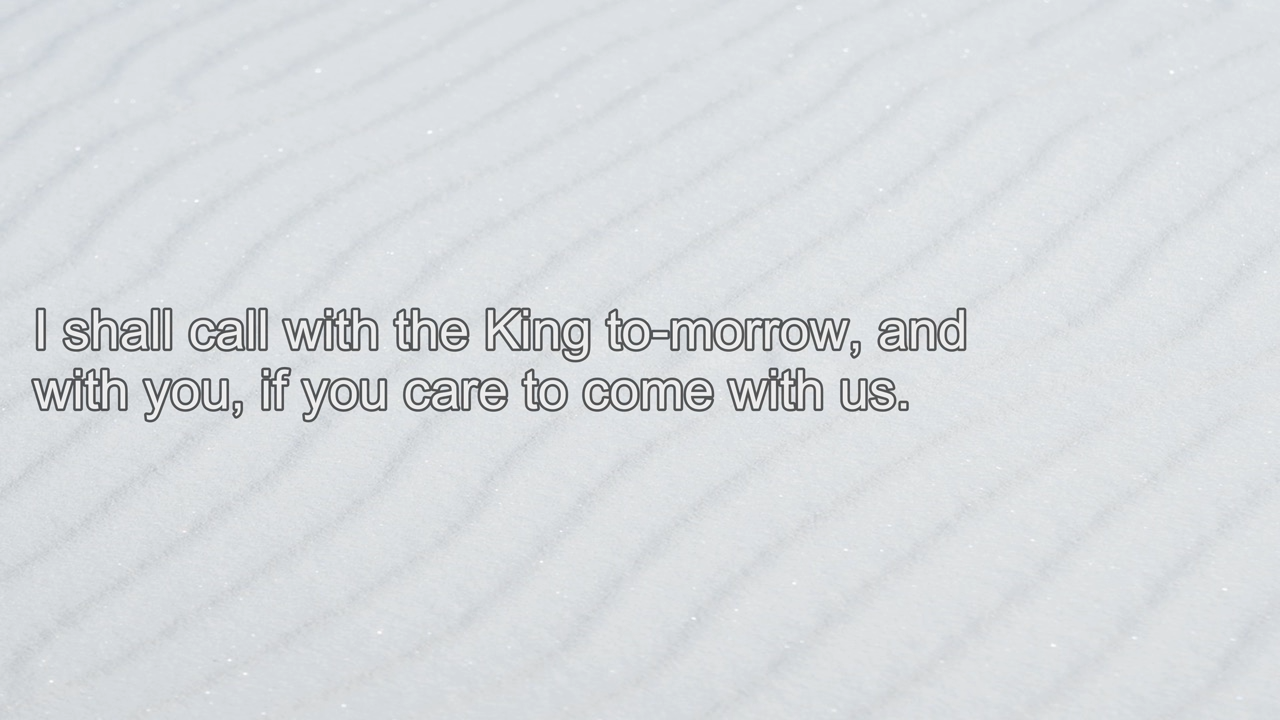 I shall call with the King to-morrow, and
with you, if you care to come with us.